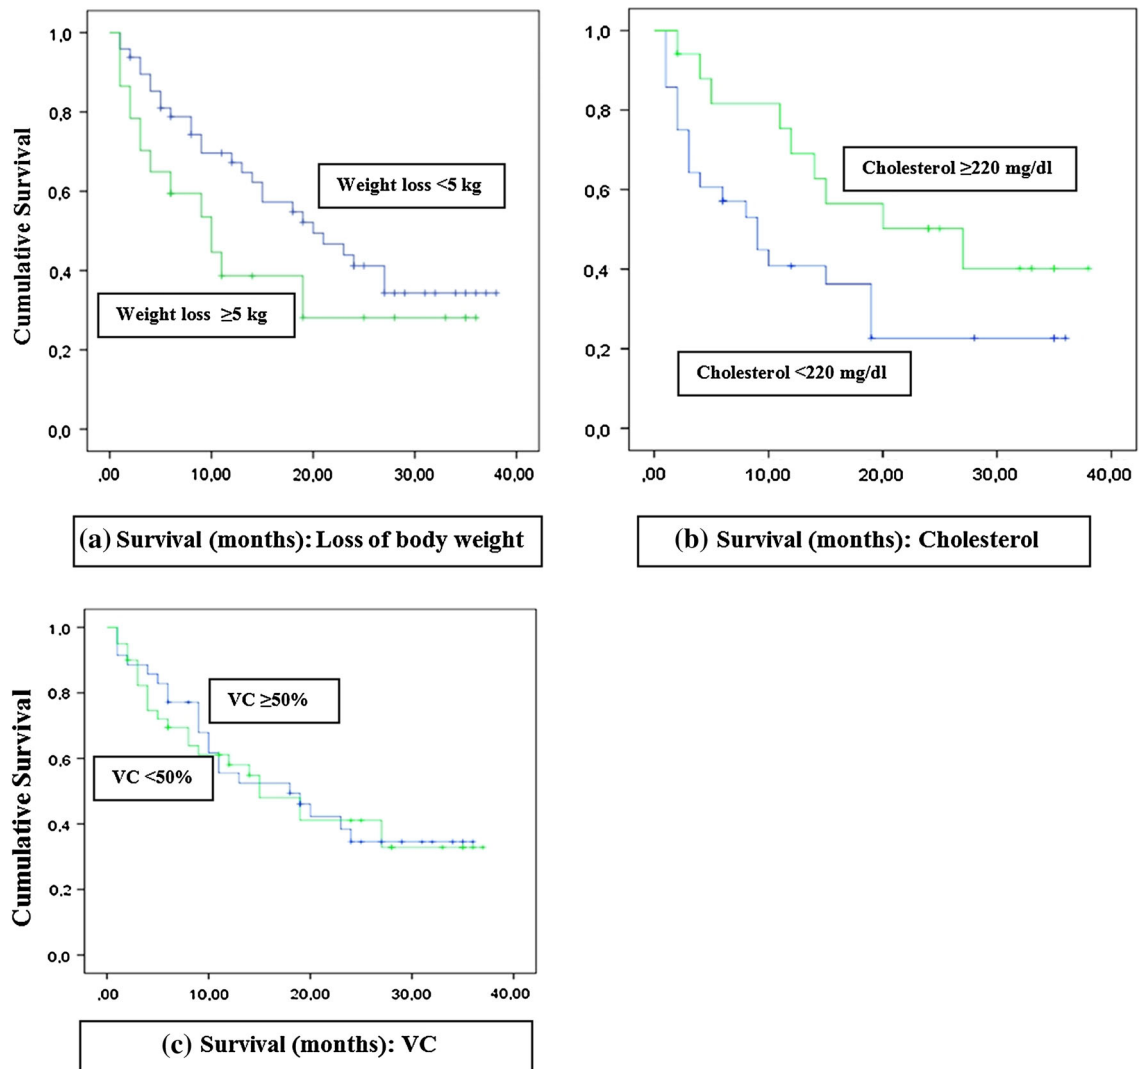 Cumulative Survival
1,0
0,8
0,6
0,4
0,2
0,0
Weight loss <5 kg
Weight loss ≥5 kg
,00 10,00 20,00 30,00 40,00
(a) Survival (months): Loss of body weight
1,0
0,8
0,6
0,4
0,2
0,0
Cholesterol ≥220 mg/dl
Cholesterol <220 mg/dl
,00 10,00 20,00 30,00 40,00
(b) Survival (months): Cholesterol
Cumulative Survival
1,0
0,8
0,6
0,4
0,2
0,0
VC ≥50%
VC <50%
,00 10,00 20,00 30,00 40,00
(c) Survival (months): VC